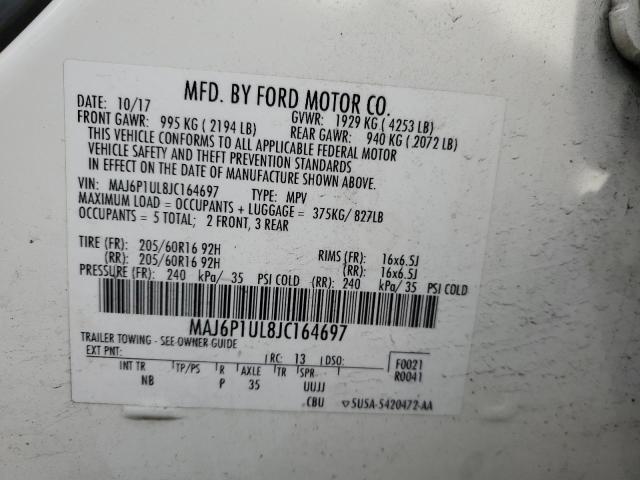 MFD. BY FORD MOTOR CO.
DATE: 10/17 GVWR: 1929 KG ( 4253 LB)
FRONT GAWR: 995 KG ( 2194 LB) REAR GAWR: 940 KG ( 2072 LB)
THIS VEHICLE CONFORMS TO ALL APPLICABLE FEDERAL MOTOR
VEHICLE SAFETY AND THEFT PREVENTION STANDARDS
IN EFFECT ON THE DATE OF MANUFACTURE SHOWN ABOVE.
VIN: MAJ6P1UL8JC164697 TYPE: MPV
MAXIMUM LOAD = OCCUPANTS + LUGGAGE = 375KG/ 827LB
OCCUPANTS = 5 TOTAL; 2 FRONT, 3 REAR
TIRE (FR): 205/60R16 92H RIMS (FR): 16x6.5J
(RR): 205/60R16 92H (RR): 16x6.5J
PRESSURE (FR): 240 kPa/ 35 PSI COLD (RR): 240 kPa/ 35 PSI COLD
MAJ6P1UL8JC164697
TRAILER TOWING - SEE OWNER GUIDE
EXT PNT: RC: 13 DSO: F0021
R0041
INT TR TP/PS R AXLE TR SPR
NB P 35 UUJJ
CBU 5U5A-5420472-AA